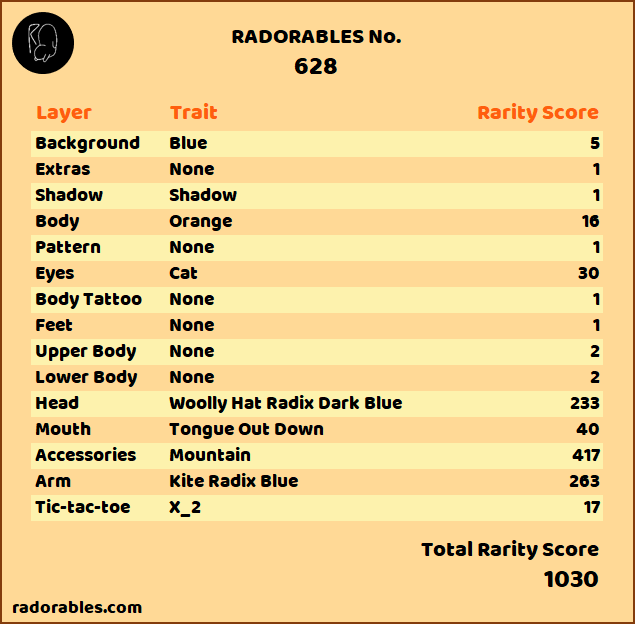 RADORABLES No.
628
Layer Trait Rarity Score
Background Blue 5
Extras None 1
Shadow Shadow 1
Body Orange 16
Pattern None 1
Eyes Cat 30
Body Tattoo None 1
Feet None 1
Upper Body None 2
Lower Body None 2
Head Woolly Hat Radix Dark Blue 233
Mouth Tongue Out Down 40
Accessories Mountain 417
Arm Kite Radix Blue 263
Tic-tac-toe X_2 17
Total Rarity Score
1030
radorables.com